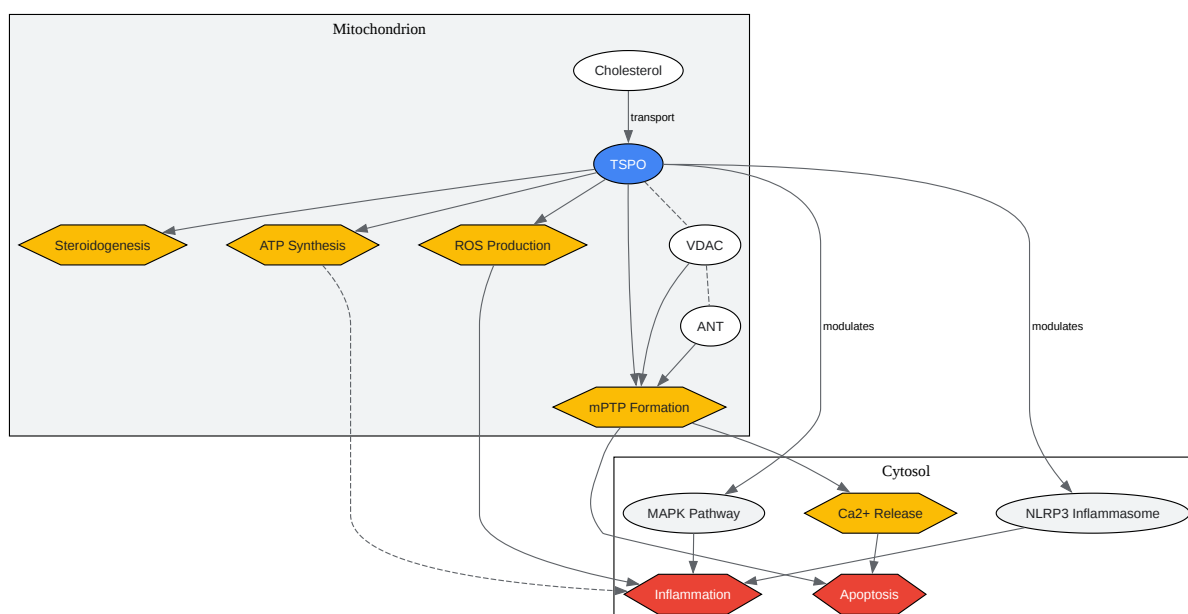 Mitochondrion
Cholesterol
transport
TSPO
Steroidogenesis
ATP Synthesis
ROS Production
VDAC
ANT
modulates
modulates
mPTP Formation
Cytosol
MAPK Pathway
Ca2+ Release
NLRP3 Inflammasome
Inflammation
Apoptosis